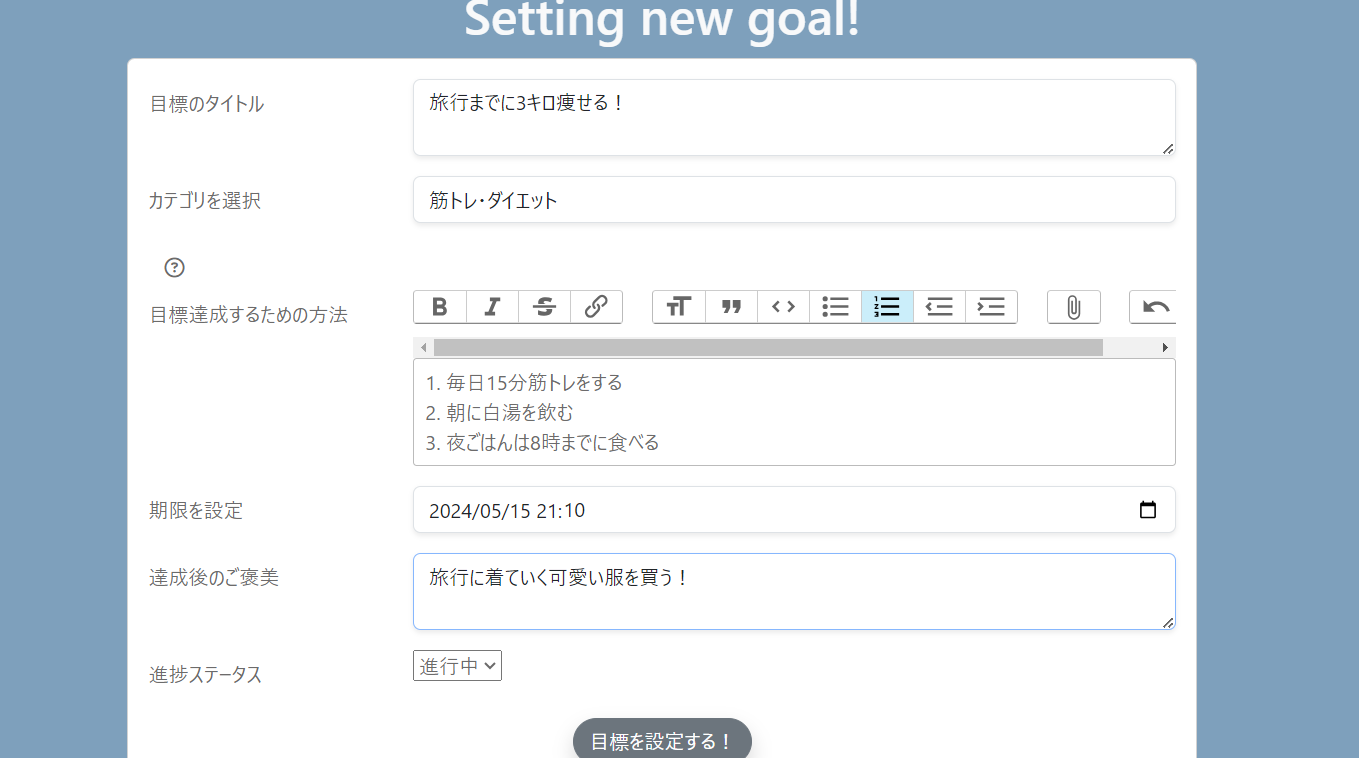 Setting new goal!
目標のタイトル
旅行までに3キロ痩せる！
カテゴリを選択
筋トレ・ダイエット
目標達成するための方法
1. 毎日15分筋トレをする
2. 朝に白湯を飲む
3. 夜ごはんは8時までに食べる
期限を設定
2024/05/15 21:10
達成後のご褒美
旅行に着ていく可愛い服を買う！
進捗ステータス
進行中
目標を設定する！